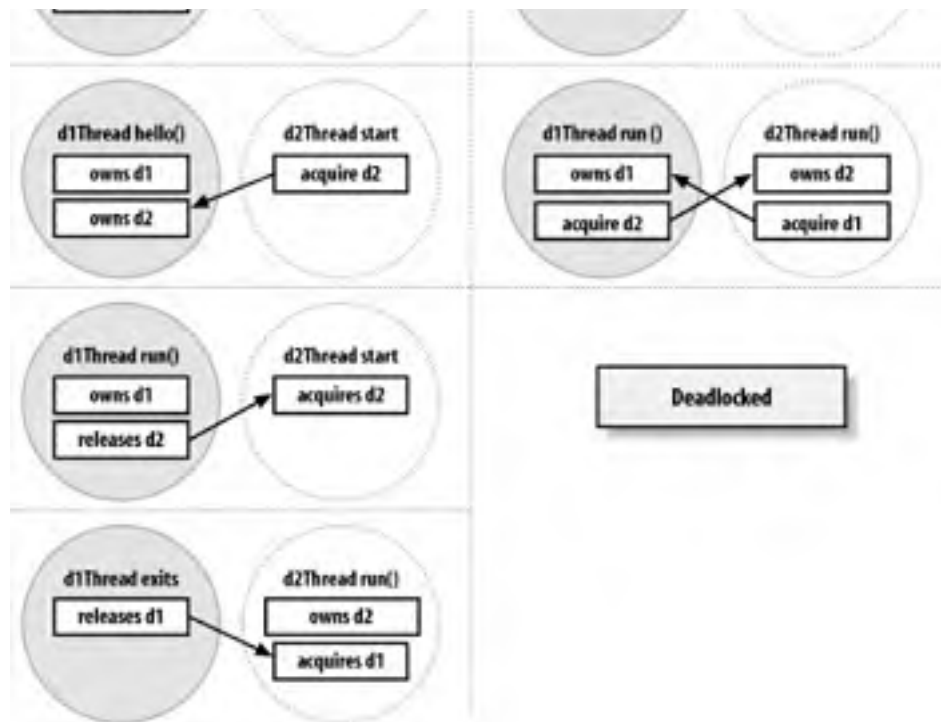 d1Thread hello()
owns d1
owns d2
d2Thread start
acquire d2
d1Thread run ()
owns d1
acquire d2
d2Thread run()
owns d2
acquire d1
d1Thread run()
owns d1
releases d2
d2Thread start
acquires d2
Deadlocked
d1Thread exits
releases d1
d2Thread run()
owns d2
acquires d1